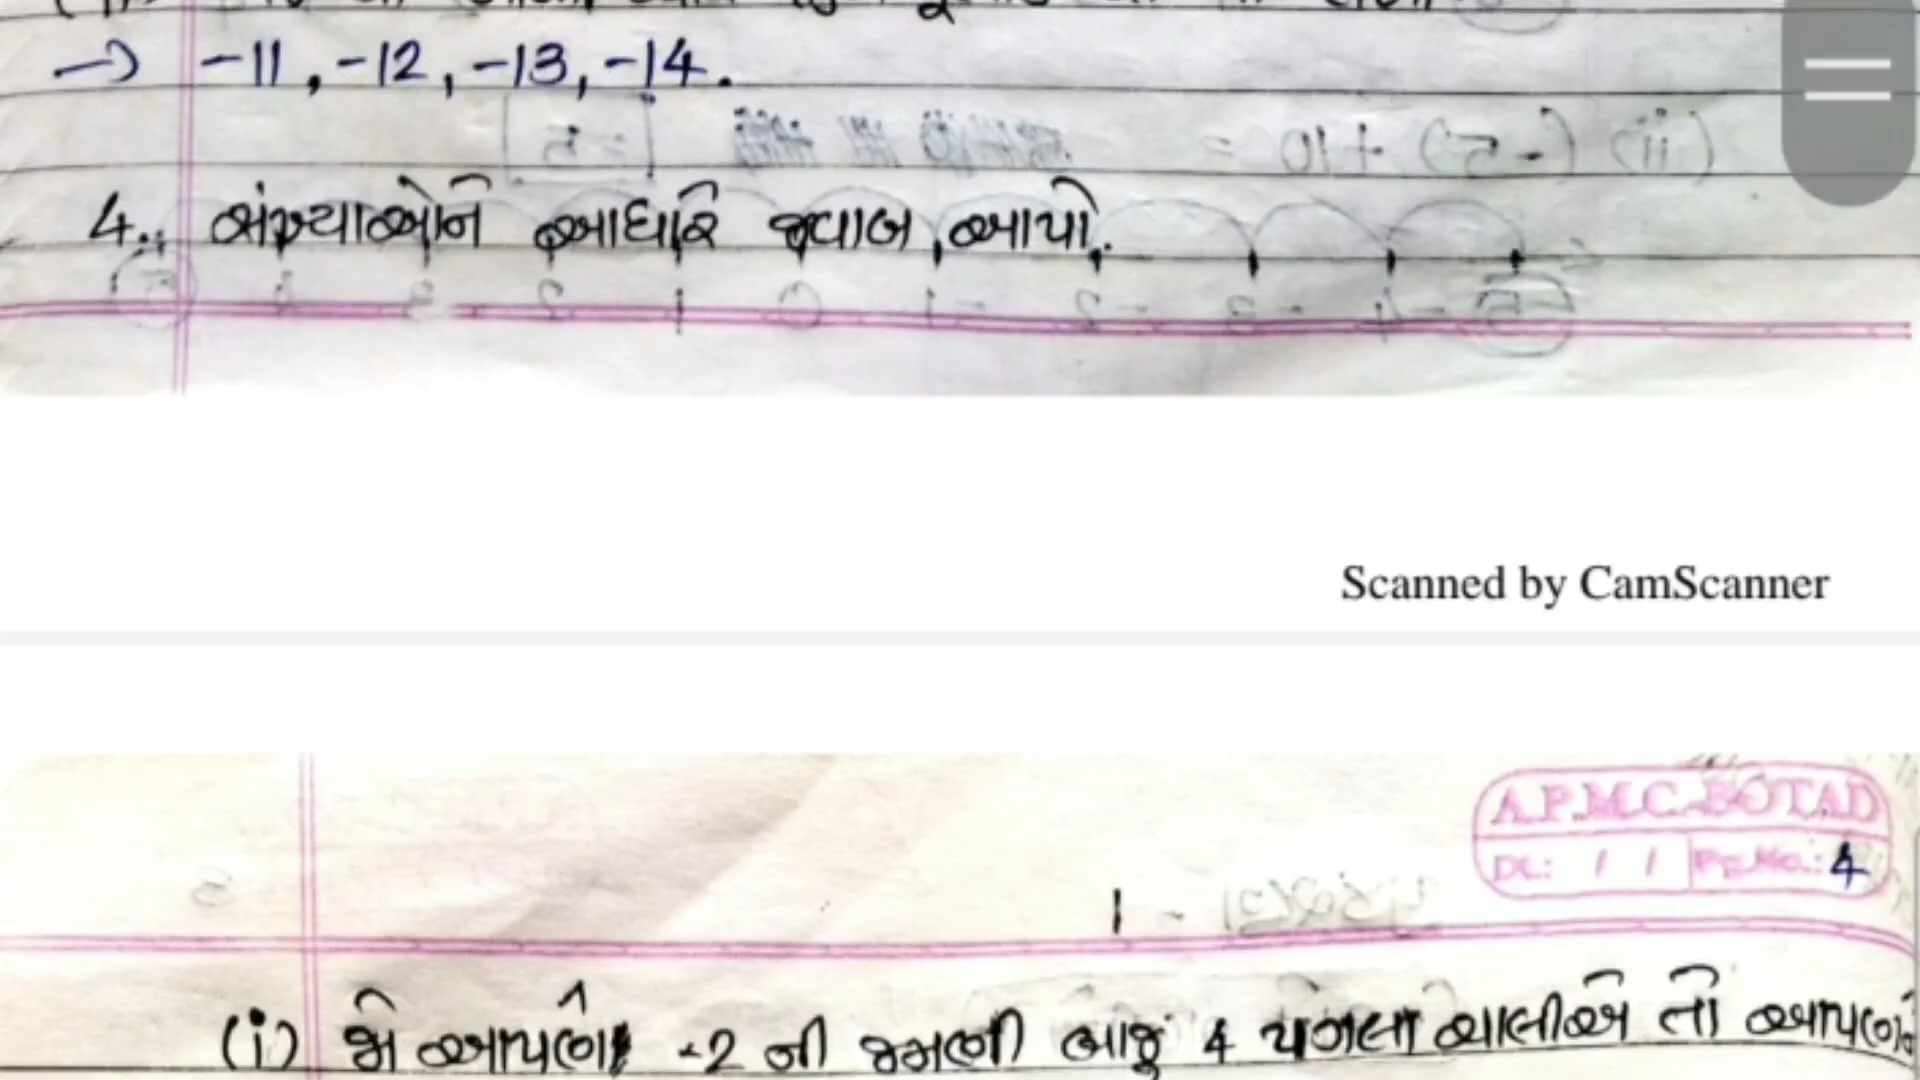 → -11, -12, -13, -14.
4. સંખ્યાઓને આધારે જવાબ આપો.
Scanned by CamScanner
A.P.M.C. BOTAD
Dt.: / / Pg.No.: 4
(i) જો આપણે -2 ની જમણી બાજુ 4 પગલા ચાલીએ તો આપણે